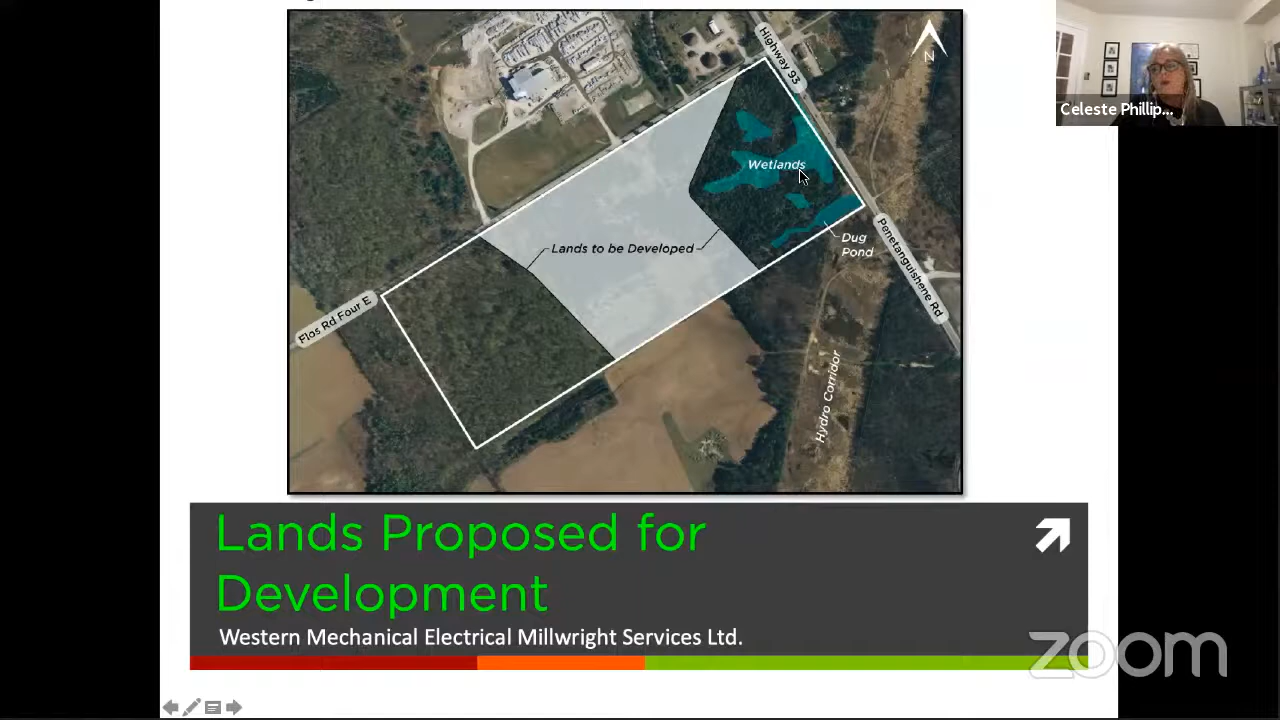 Highway 93
N
Celeste Phillip...
Wetlands
Lands to be Developed
Dug
Pond
Penetanguishene Rd
Flos Rd Four E
Hydro Corridor
Lands Proposed for
Development
Western Mechanical Electrical Millwright Services Ltd.
zoom